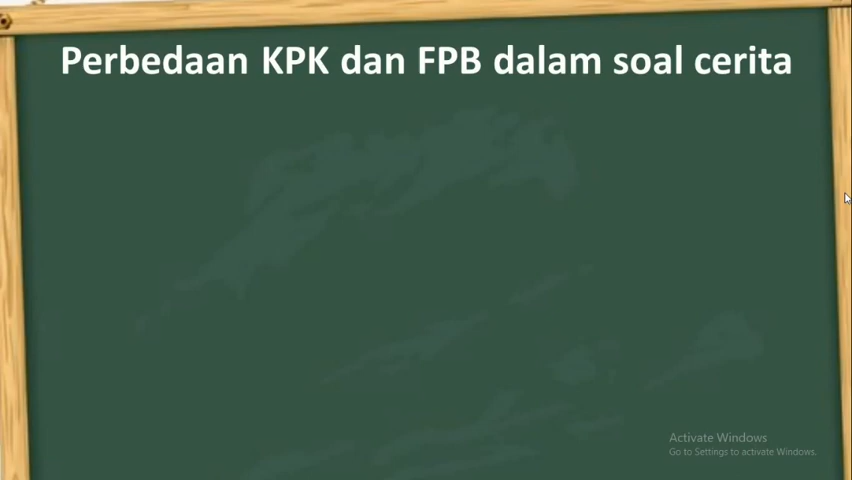 Perbedaan KPK dan FPB dalam soal cerita
Activate Windows
Go to Settings to activate Windows.